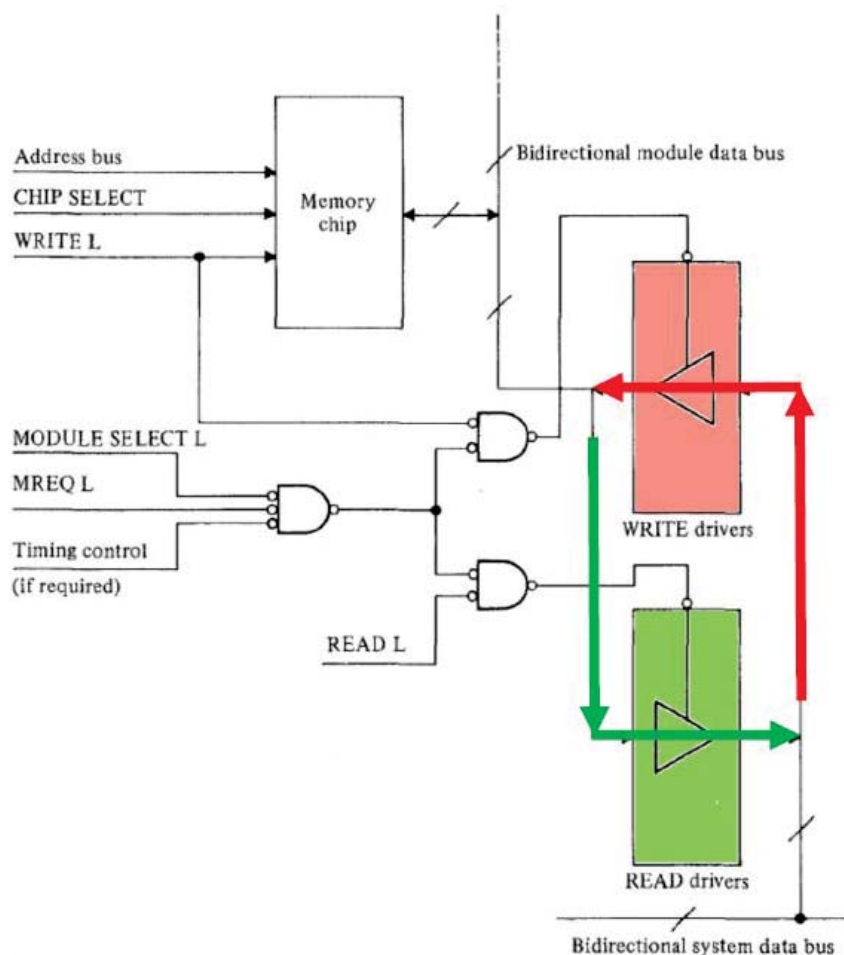 Address bus
CHIP SELECT
WRITE L
Memory
chip
Bidirectional module data bus
MODULE SELECT L
MREQ L
Timing control
(if required)
READ L
WRITE drivers
READ drivers
Bidirectional system data bus